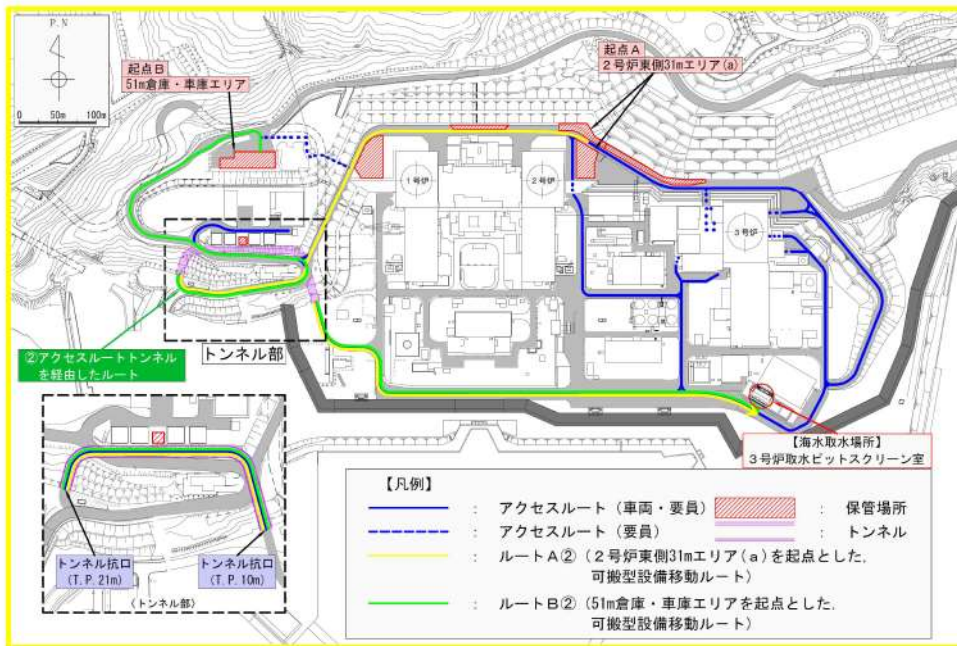 P.N
0 50m 100m
起点B
51m倉庫・車庫エリア
起点A
2号炉東側31mエリア(a)
1号炉
2号炉
3号炉
②アクセスルートトンネル
を経由したルート
トンネル部
【海水取水場所】
3号炉取水ピットスクリーン室
トンネル抗口
(T.P.21m)
トンネル抗口
(T.P.10m)
(トンネル部)
【凡例】
: アクセスルート(車両・要員)
: 保管場所
: アクセスルート(要員)
: トンネル
: ルートA②(2号炉東側31mエリア(a)を起点とした,
可搬型設備移動ルート)
: ルートB②(51m倉庫・車庫エリアを起点とした,
可搬型設備移動ルート)